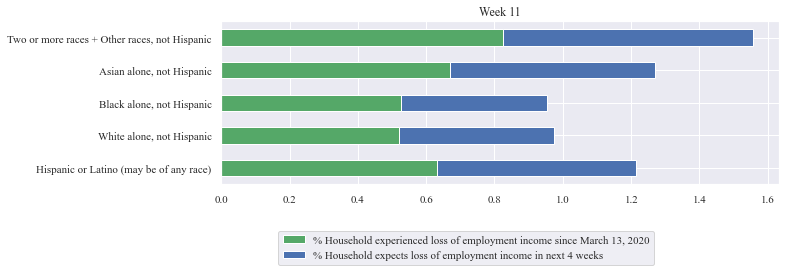 Week 11
Two or more races + Other races, not Hispanic
Asian alone, not Hispanic
Black alone, not Hispanic
White alone, not Hispanic
Hispanic or Latino (may be of any race)
0.0 0.2 0.4 0.6 0.8 1.0 1.2 1.4 1.6
% Household experienced loss of employment income since March 13, 2020
% Household expects loss of employment income in next 4 weeks